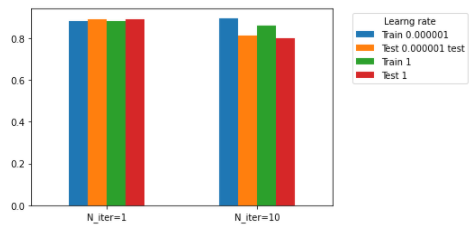 Learng rate
Train 0.000001
Test 0.000001 test
Train 1
Test 1
0.8
0.6
0.4
0.2
0.0
N_iter=1
N_iter=10